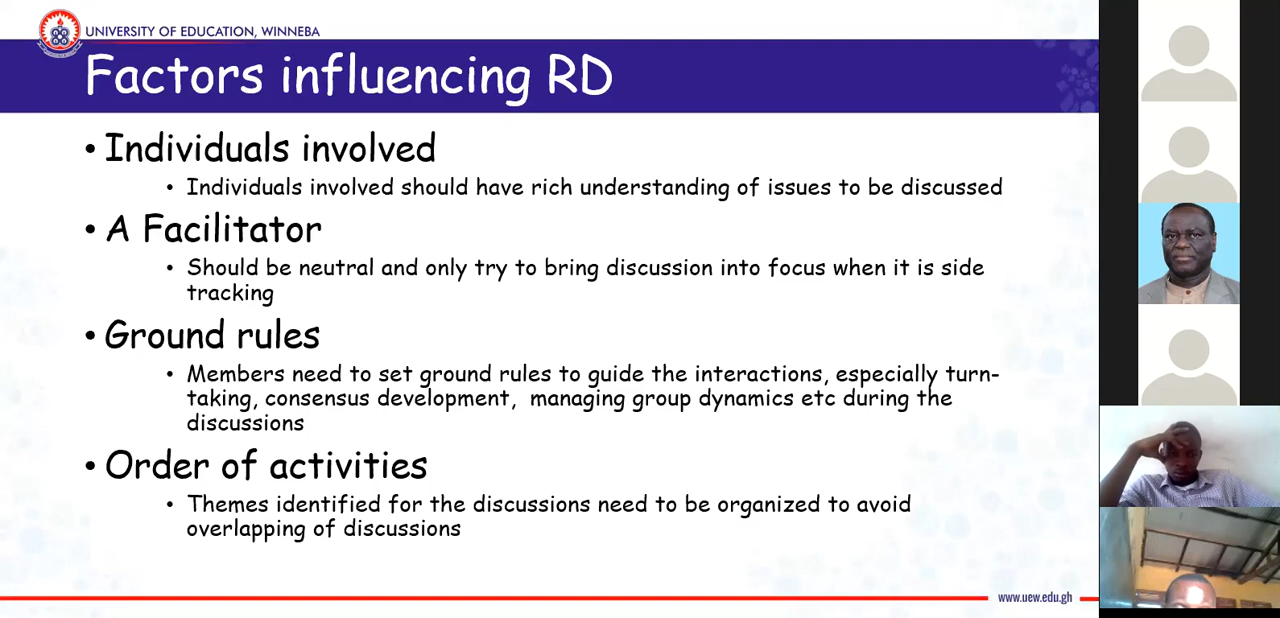 UNIVERSITY OF EDUCATION, WINNEBA
Factors influencing RD
• Individuals involved
• Individuals involved should have rich understanding of issues to be discussed
• A Facilitator
• Should be neutral and only try to bring discussion into focus when it is side
tracking
• Ground rules
• Members need to set ground rules to guide the interactions, especially turn-
taking, consensus development, managing group dynamics etc during the
discussions
• Order of activities
• Themes identified for the discussions need to be organized to avoid
overlapping of discussions
www.uew.edu.gh